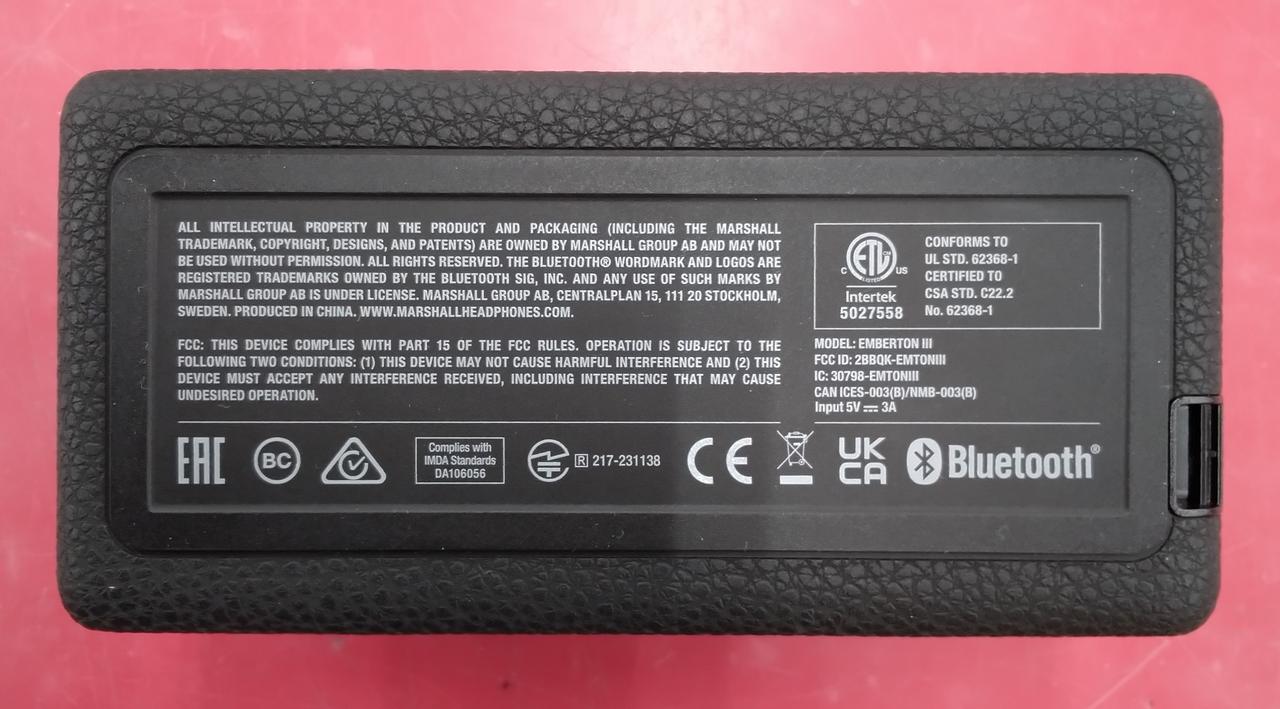 ALL INTELLECTUAL PROPERTY IN THE PRODUCT AND PACKAGING (INCLUDING THE MARSHALL
TRADEMARK, COPYRIGHT, DESIGNS, AND PATENTS) ARE OWNED BY MARSHALL GROUP AB AND MAY NOT
BE USED WITHOUT PERMISSION. ALL RIGHTS RESERVED. THE BLUETOOTH® WORDMARK AND LOGOS ARE
REGISTERED TRADEMARKS OWNED BY THE BLUETOOTH SIG, INC. AND ANY USE OF SUCH MARKS BY
MARSHALL GROUP AB IS UNDER LICENSE. MARSHALL GROUP AB, CENTRALPLAN 15, 111 20 STOCKHOLM,
SWEDEN. PRODUCED IN CHINA. WWW.MARSHALLHEADPHONES.COM.
FCC: THIS DEVICE COMPLIES WITH PART 15 OF THE FCC RULES. OPERATION IS SUBJECT TO THE
FOLLOWING TWO CONDITIONS: (1) THIS DEVICE MAY NOT CAUSE HARMFUL INTERFERENCE AND (2) THIS
DEVICE MUST ACCEPT ANY INTERFERENCE RECEIVED, INCLUDING INTERFERENCE THAT MAY CAUSE
UNDESIRED OPERATION.
C ETL CM US
LISTED
Intertek
5027558
CONFORMS TO
UL STD. 62368-1
CERTIFIED TO
CSA STD. C22.2
No. 62368-1
MODEL: EMBERTON III
FCC ID: 2BBQK-EMTONIII
IC: 30798-EMTONIII
CAN ICES-003(B)/NMB-003(B)
Input 5V ⎓ 3A
EAC
BC
Complies with
IMDA Standards
DA106056
R 217-231138
CE
UK
CA
Bluetooth®